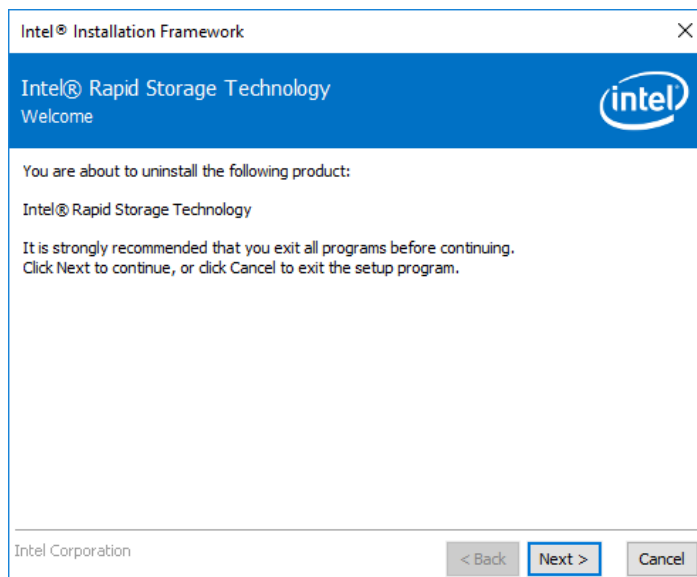 Intel® Installation Framework
Intel® Rapid Storage Technology
Welcome
intel
You are about to uninstall the following product:
Intel® Rapid Storage Technology
It is strongly recommended that you exit all programs before continuing.
Click Next to continue, or click Cancel to exit the setup program.
Intel Corporation
< Back Next > Cancel